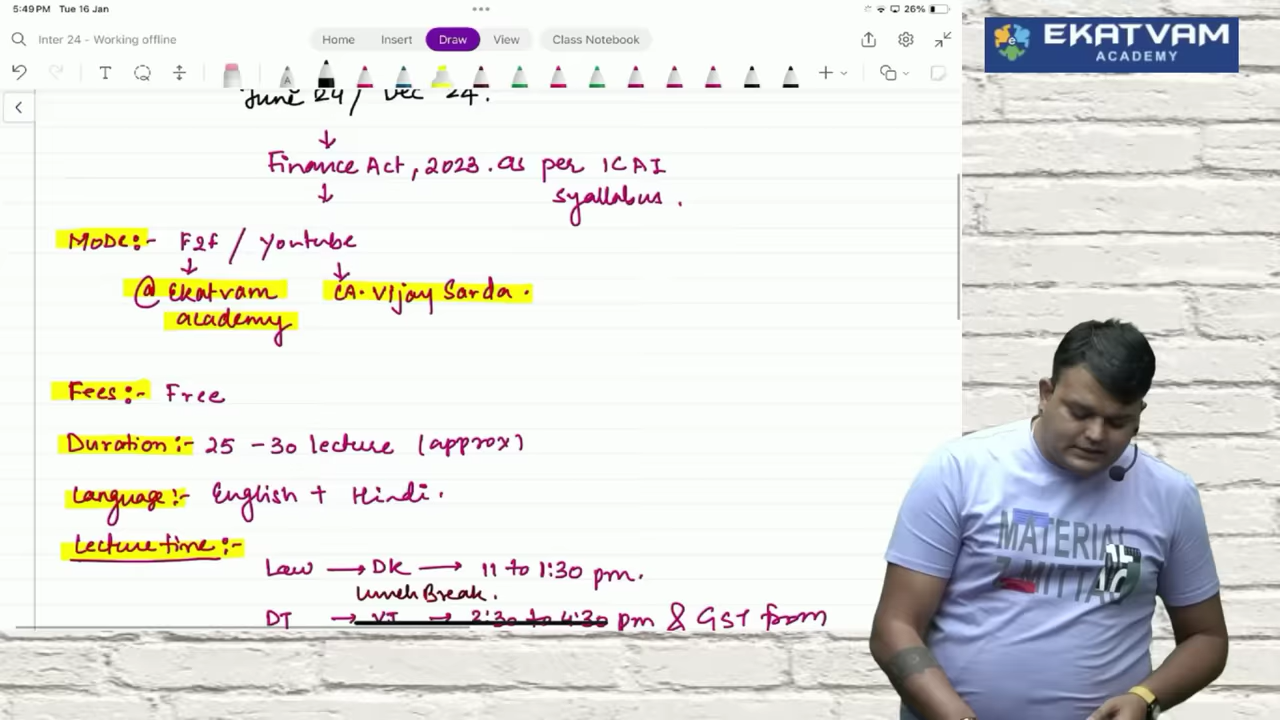 5:49 PM Tue 16 Jan
26%
Inter 24 - Working offline
Home Insert Draw View Class Notebook
EKATVAM
ACADEMY
June 24 / Dec 24.
Finance Act, 2023. as per ICAI
syallabus.
Mode:- F2f / Youtube
@ Ekatvam CA. Vijay Sarda.
academy
Fees:- Free
Duration:- 25 - 30 lecture (approx)
Language:- English + Hindi.
Lecture time:-
Law → DK → 11 to 1:30 pm.
Lunch Break.
DT → VJ → 2:30 to 4:30 pm & GST from
MATERIAL